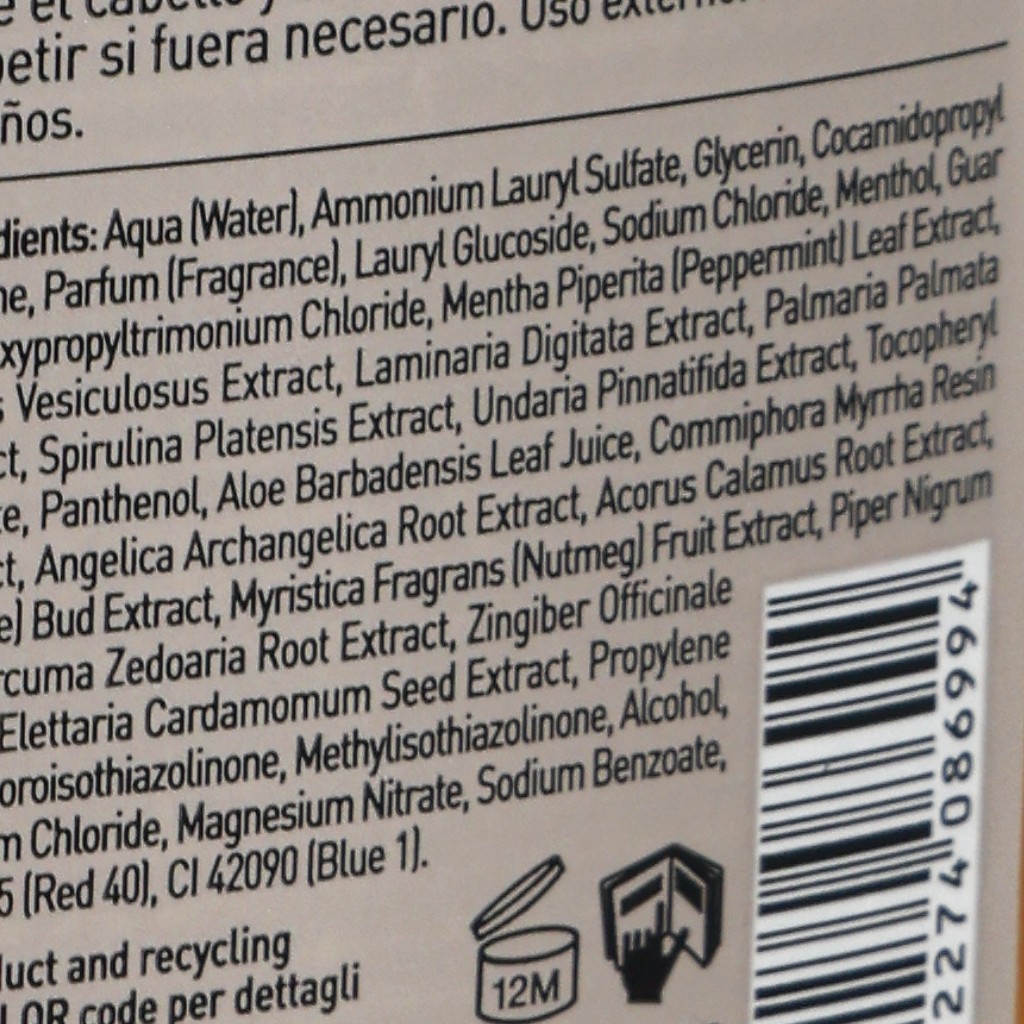 e el cabello y
petir si fuera necesario. Uso
ños.
dients: Aqua (Water), Ammonium Lauryl Sulfate, Glycerin, Cocamidopropyl
ne, Parfum (Fragrance), Lauryl Glucoside, Sodium Chloride, Menthol, Guar
xypropyltrimonium Chloride, Mentha Piperita (Peppermint) Leaf Extract,
s Vesiculosus Extract, Laminaria Digitata Extract, Palmaria Palmata
ct, Spirulina Platensis Extract, Undaria Pinnatifida Extract, Tocopheryl
te, Panthenol, Aloe Barbadensis Leaf Juice, Commiphora Myrrha Resin
ct, Angelica Archangelica Root Extract, Acorus Calamus Root Extract,
e) Bud Extract, Myristica Fragrans (Nutmeg) Fruit Extract, Piper Nigrum
rcuma Zedoaria Root Extract, Zingiber Officinale
Elettaria Cardamomum Seed Extract, Propylene
oroisothiazolinone, Methylisothiazolinone, Alcohol,
m Chloride, Magnesium Nitrate, Sodium Benzoate,
5 (Red 40), CI 42090 (Blue 1).
duct and recycling
QR code per dettagli
12M
2274086994